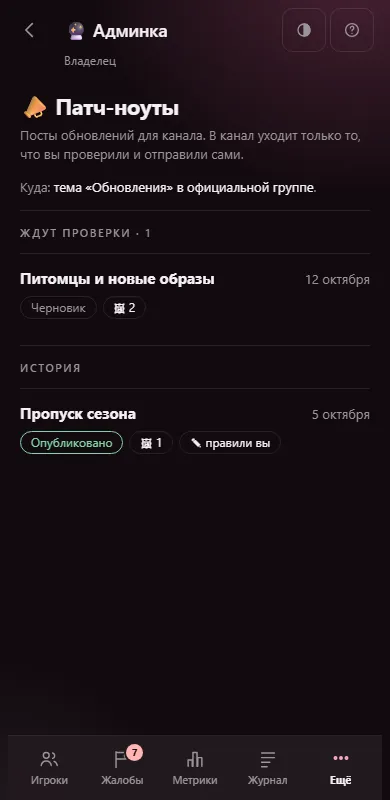 Админка
Владелец
Патч-ноуты
Посты обновлений для канала. В канал уходит только то,
что вы проверили и отправили сами.
Куда: тема «Обновления» в официальной группе.
ЖДУТ ПРОВЕРКИ · 1
Питомцы и новые образы 12 октября
Черновик 2
ИСТОРИЯ
Пропуск сезона 5 октября
Опубликовано 1 правили вы
7
Игроки Жалобы Метрики Журнал Ещё